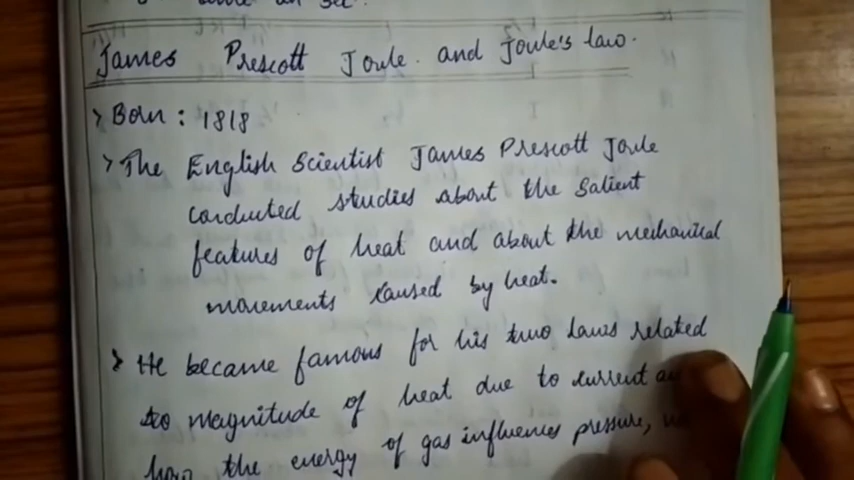 James Prescott Joule. and Joule's law.
> Born : 1818
> The English Scientist James Prescott Joule
conducted studies about the salient
features of heat and about the mechanical
movements caused by heat.
> He became famous for his two laws related
to magnitude of heat due to current
how the energy of gas influences pressure,